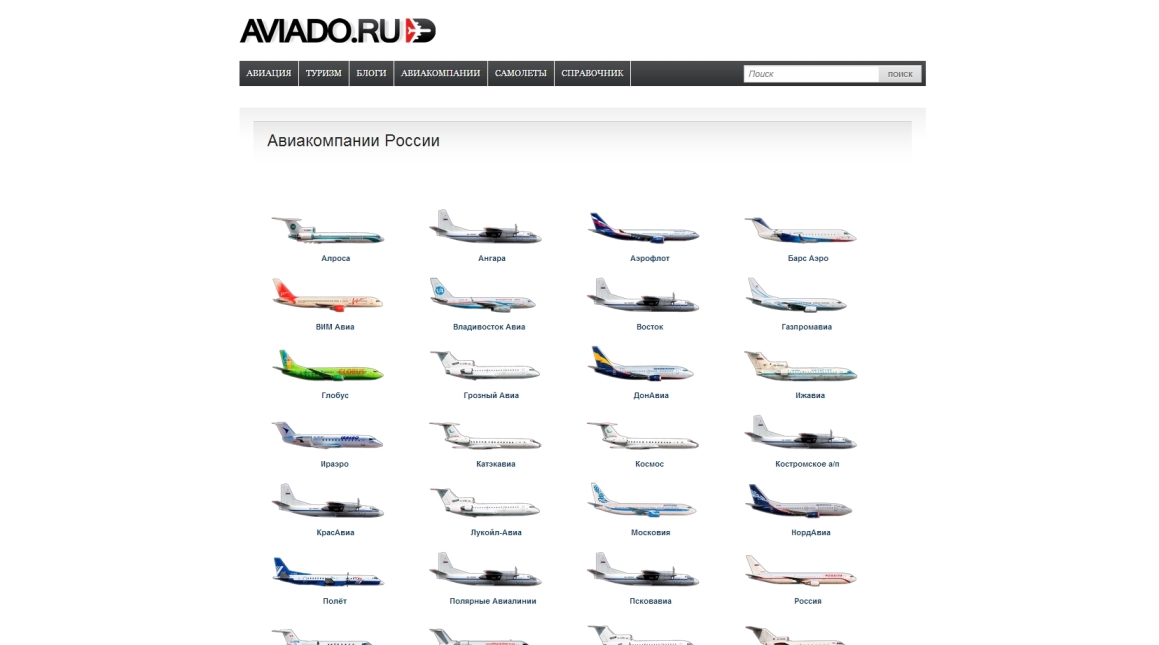 AVIADO.RU
АВИАЦИЯ ТУРИЗМ БЛОГИ АВИАКОМПАНИИ САМОЛЕТЫ СПРАВОЧНИК Поиск ПОИСК
Авиакомпании России
Алроса Ангара Аэрофлот Барс Аэро
ВИМ Авиа Владивосток Авиа Восток Газпромавиа
Глобус Грозный Авиа ДонАвиа Ижавиа
Ираэро Катэкавиа Космос Костромское а/п
КрасАвиа Лукойл-Авиа Московия НордАвиа
Полёт Полярные Авиалинии Псковавиа Россия